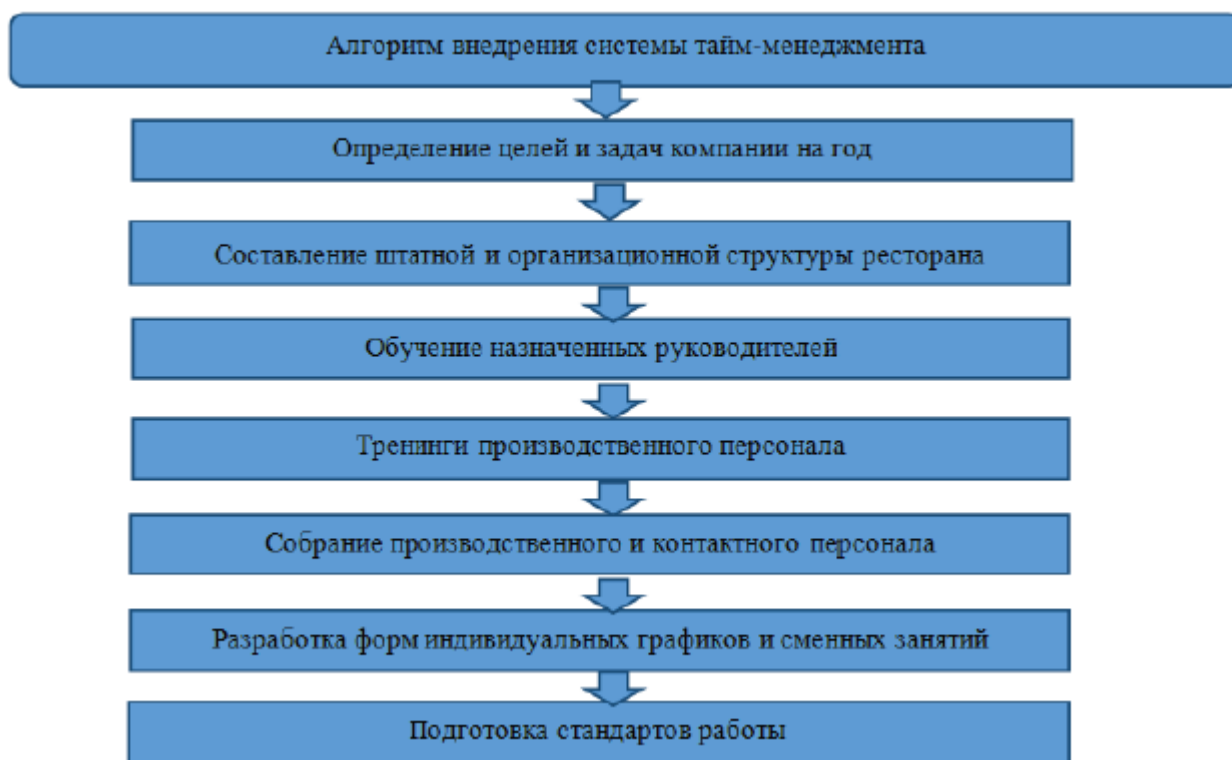 Алгоритм внедрения системы тайм-менеджмента
Определение целей и задач компании на год
Составление штатной и организационной структуры ресторана
Обучение назначенных руководителей
Тренинги производственного персонала
Собрание производственного и контактного персонала
Разработка форм индивидуальных графиков и сменных занятий
Подготовка стандартов работы